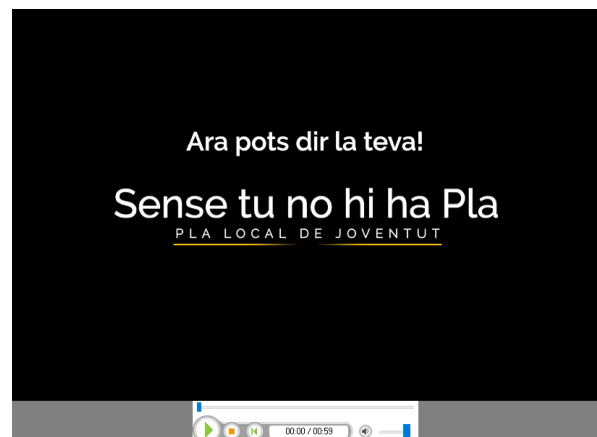 Ara pots dir la teva!
Sense tu no hi ha Pla
PLA LOCAL DE JOVENTUT
00:00 / 00:59